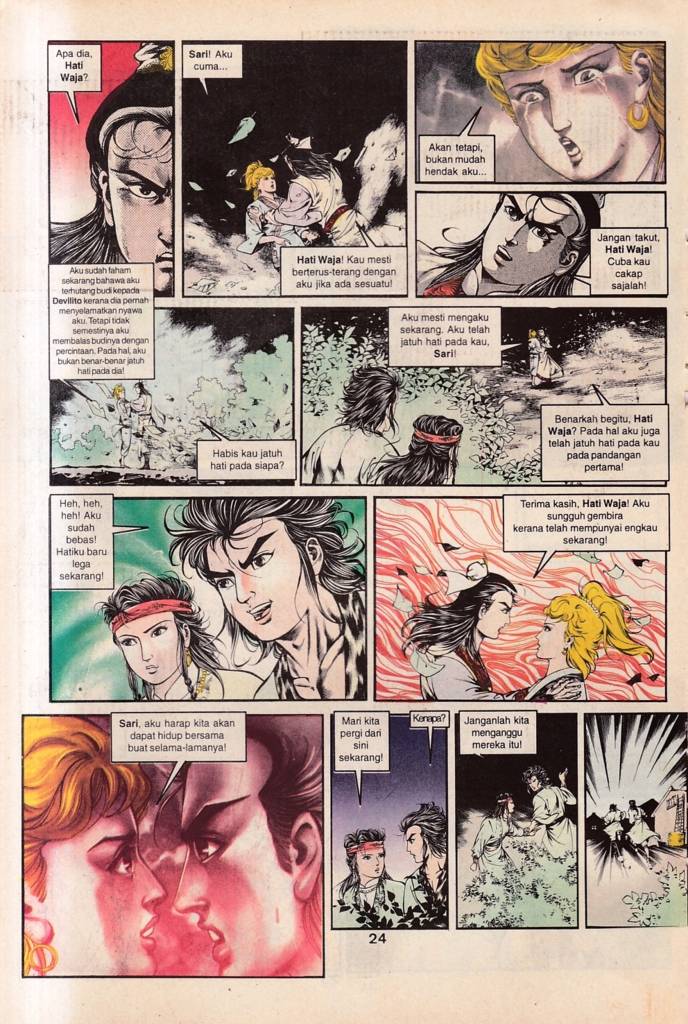 Apa dia,
Hati
Waja?
Sari! Aku
cuma...
Akan tetapi,
bukan mudah
hendak aku...
Hati Waja! Kau mesti
berterus-terang dengan
aku jika ada sesuatu!
Jangan takut,
Hati Waja!
Cuba kau
cakap
sajalah!
Aku sudah faham
sekarang bahawa aku
terhutang budi kepada
Devilito kerana dia pernah
menyelamatkan nyawa
aku. Tetapi tidak
semestinya aku
membalas budinya dengan
percintaan. Pada hal, aku
bukan benar-benar jatuh
hati pada dia!
Habis kau jatuh
hati pada siapa?
Aku mesti mengaku
sekarang. Aku telah
jatuh hati pada kau,
Sari!
Benarkah begitu, Hati
Waja? Pada hal aku juga
telah jatuh hati pada kau
pada pandangan
pertama!
Heh, heh,
heh! Aku
sudah
bebas!
Hatiku baru
lega
sekarang!
Terima kasih, Hati Waja! Aku
sungguh gembira
kerana telah mempunyai engkau
sekarang!
Sari, aku harap kita akan
dapat hidup bersama
buat selama-lamanya!
Mari kita
pergi dari
sini
sekarang!
Kenapa?
Janganlah kita
menganggu
mereka itu!
24